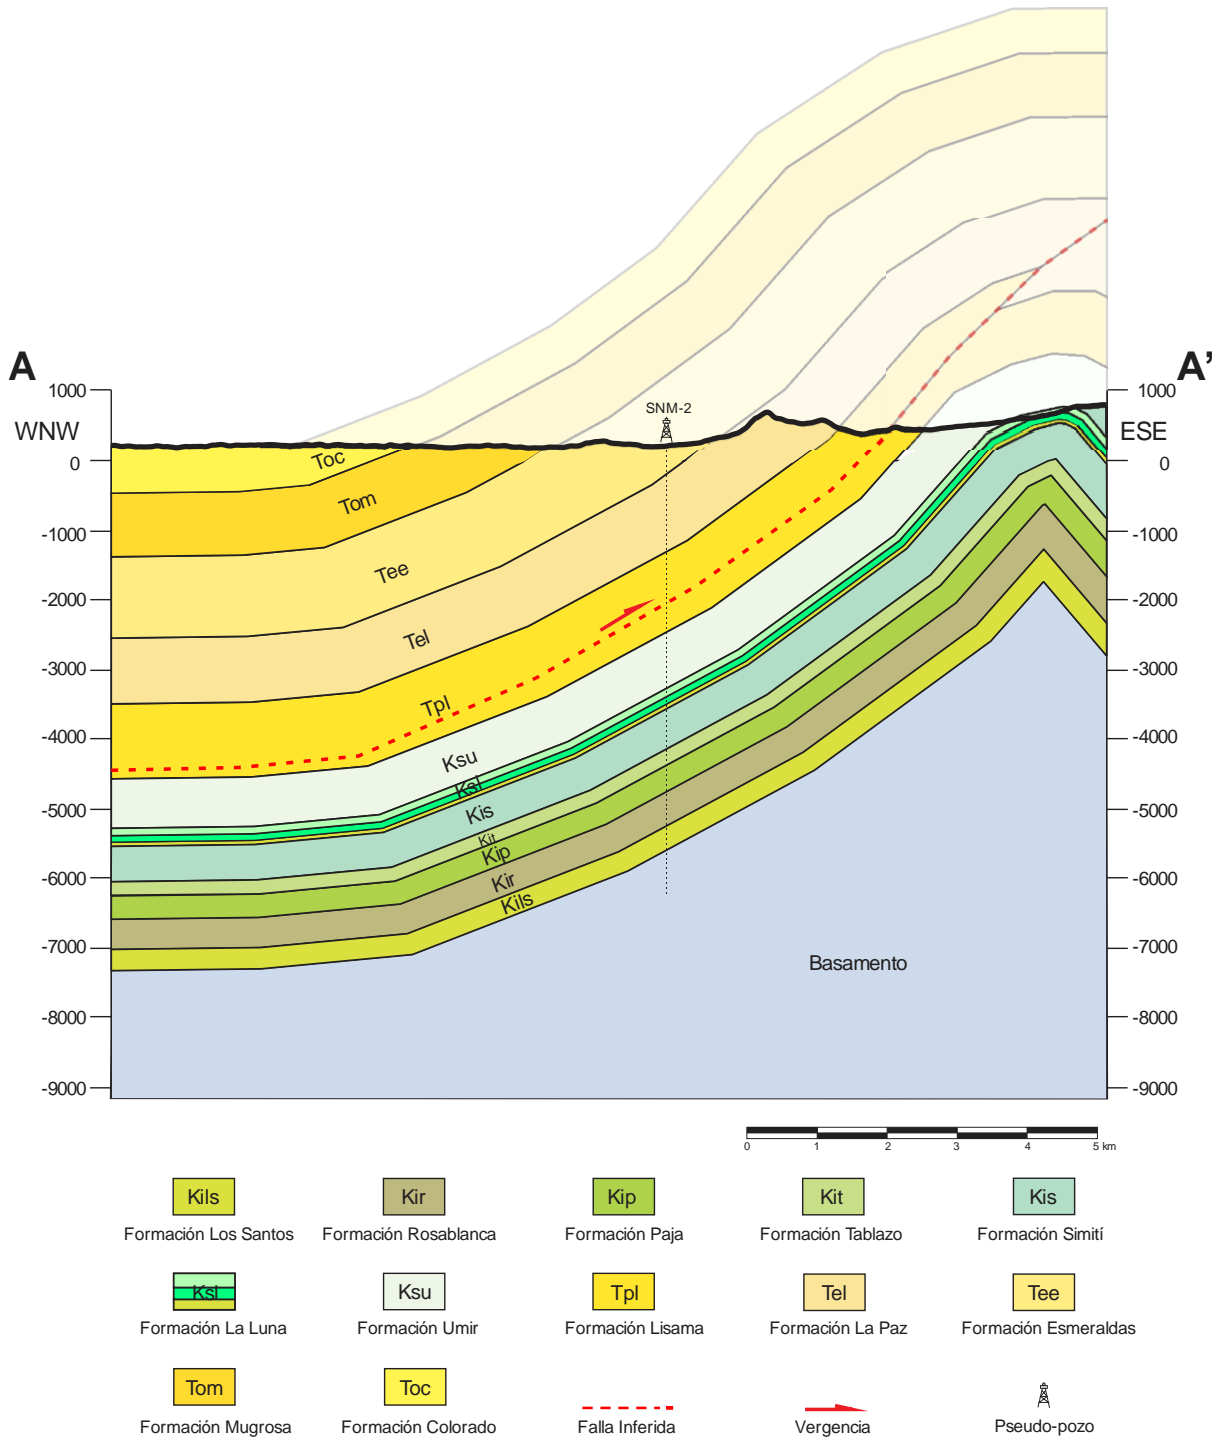 A
A'
1000
1000
SNM-2
WNW
ESE
0
0
Toc
Tom
-1000
-1000
Tee
-2000
-2000
Tel
-3000
-3000
Tpl
-4000
-4000
Ksu
Ksl
-5000
-5000
Kis
Kit
Kip
-6000
-6000
Kir
Kils
-7000
-7000
Basamento
-8000
-8000
-9000
-9000
0 1 2 3 4 5 km
Kils Kir Kip Kit Kis
Formación Los Santos Formación Rosablanca Formación Paja Formación Tablazo Formación Simití
Ksl Ksu Tpl Tel Tee
Formación La Luna Formación Umir Formación Lisama Formación La Paz Formación Esmeraldas
Tom Toc
Formación Mugrosa Formación Colorado Falla Inferida Vergencia Pseudo-pozo